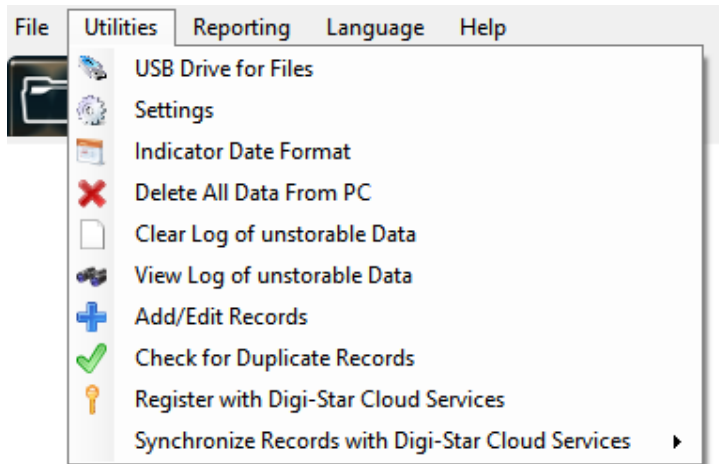 File Utilities Reporting Language Help
USB Drive for Files
Settings
Indicator Date Format
Delete All Data From PC
Clear Log of unstorable Data
View Log of unstorable Data
Add/Edit Records
Check for Duplicate Records
Register with Digi-Star Cloud Services
Synchronize Records with Digi-Star Cloud Services